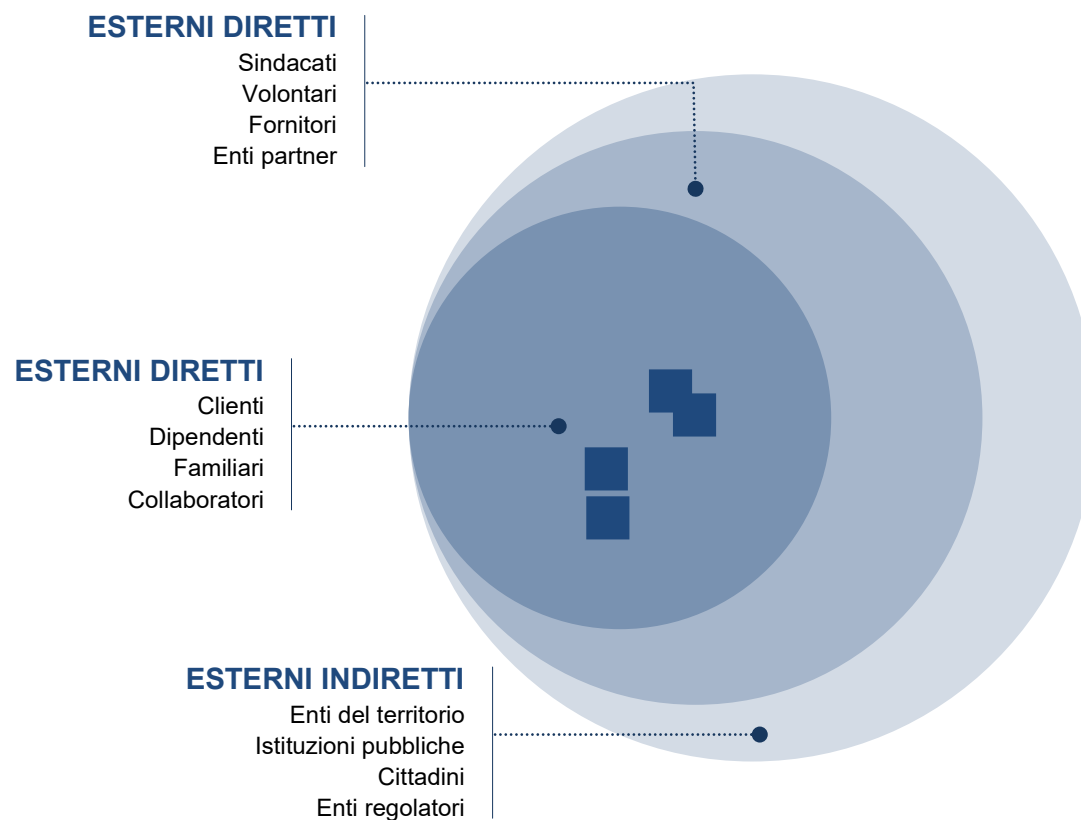 ESTERNI DIRETTI
Sindacati
Volontari
Fornitori
Enti partner
ESTERNI DIRETTI
Clienti
Dipendenti
Familiari
Collaboratori
ESTERNI INDIRETTI
Enti del territorio
Istituzioni pubbliche
Cittadini
Enti regolatori